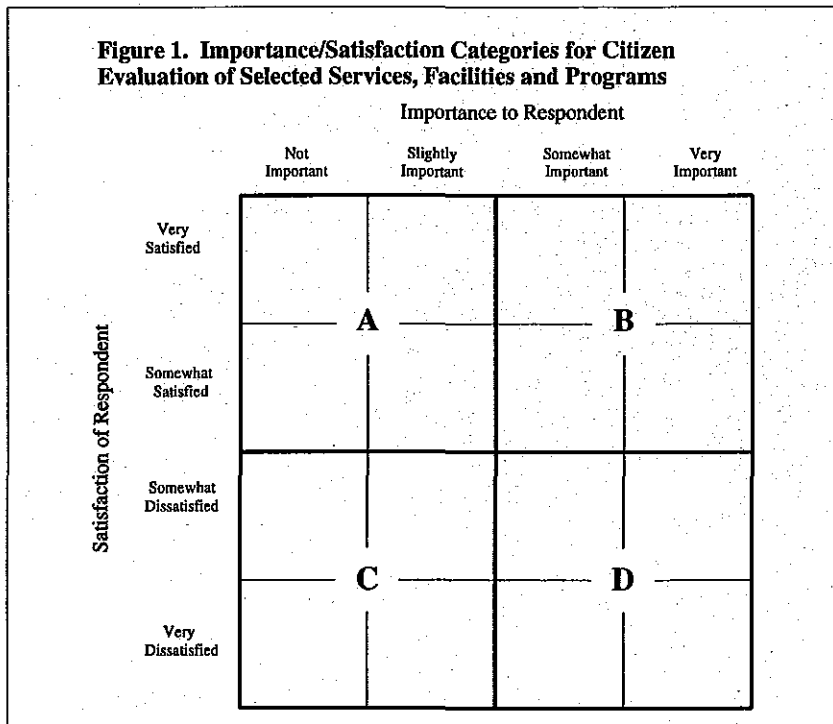 Figure 1. Importance/Satisfaction Categories for Citizen
Evaluation of Selected Services, Facilities and Programs
Importance to Respondent
Not
Important
Slightly
Important
Somewhat
Important
Very
Important
Satisfaction of Respondent
Very
Satisfied
Somewhat
Satisfied
Somewhat
Dissatisfied
Very
Dissatisfied
A
B
C
D